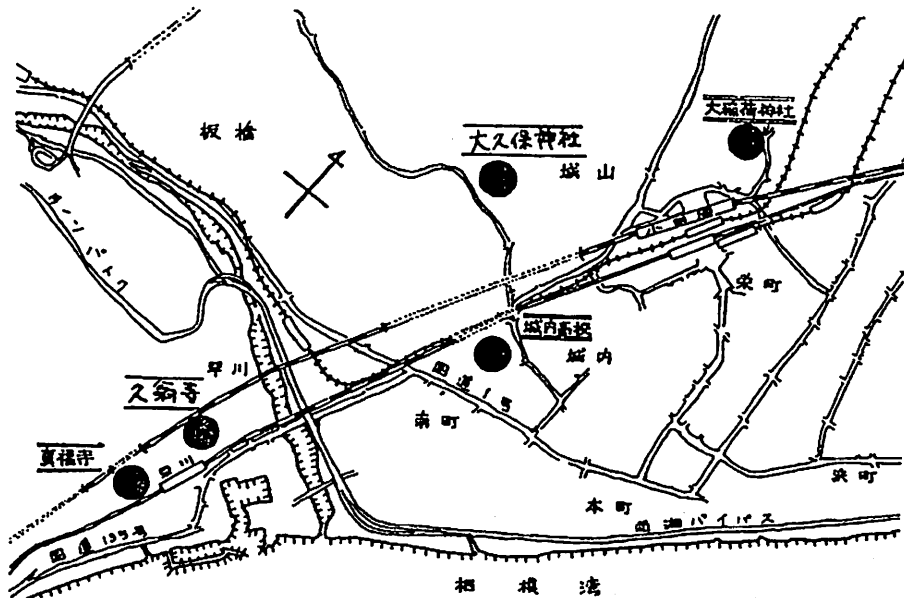 大稲荷神社
板橋
大久保神社
城山
小田原
ターンパイク
栄町
城内高校
城内
早川
国道1号
久翁寺
南町
真福寺
早川
浜町
本町
西湘バイパス
国道135号
相模湾